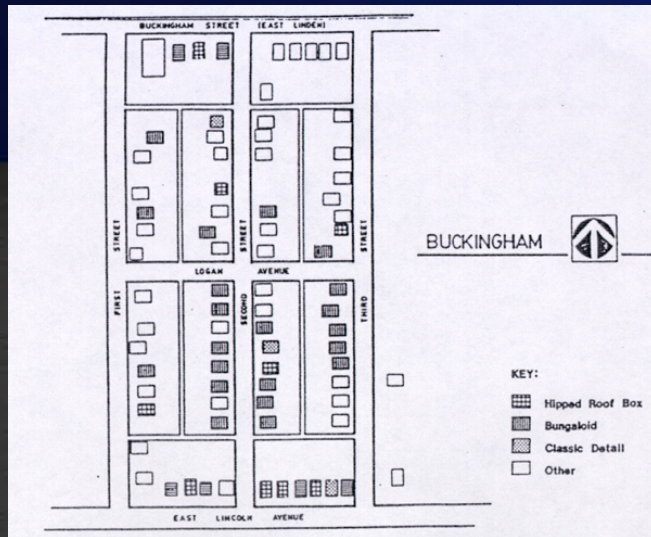 BUCKINGHAM STREET (EAST LINDEN)
STREET
STREET
STREET
BUCKINGHAM
LOGAN AVENUE
FIRST
SECOND
THIRD
KEY:
Hipped Roof Box
Bungaloid
Classic Detail
Other
EAST LINCOLN AVENUE